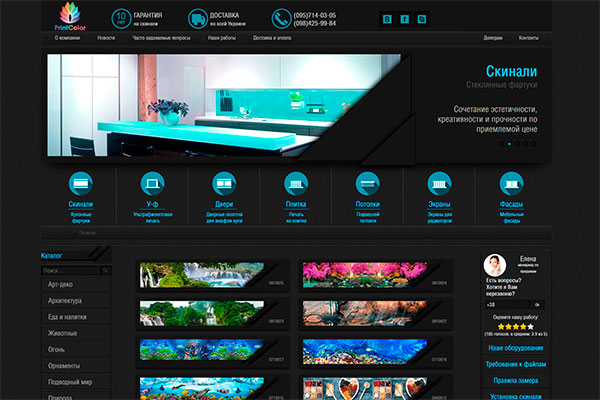 PrintColor
10
лет
ГАРАНТИЯ
на скинали
ДОСТАВКА
по всей Украине
(095)714-03-05
(098)425-99-84
О компании
Новости
Часто задаваемые вопросы
Наши работы
Доставка и оплата
Дилерам
Контакты
Скинали
Стеклянные фартуки
Сочетание эстетичности,
креативности и прочности по
приемлемой цене
Скинали
Кухонные
фартуки
У-ф
Ультрафиолетовая
печать
Двери
Дверные полотна
для шкафов купе
Плитка
Печать
на плитке
Потолки
Подвесной
потолок
Экраны
Экраны для
радиаторов
Фасады
Мебельные
фасады
Главная
Каталог
Поиск...
Арт-деко
Архитектура
Еда и напитки
Животные
Огонь
Орнаменты
Подводный мир
Природа
Елена
менеджер по
продажам
Есть вопросы?
Хотите я Вам
перезвоню?
+38
Ок
Оцените нашу работу:
(185 голосов, в среднем: 3.9 из 5)
Наше оборудование
Требования к файлам
Правила замера
Установка скинали